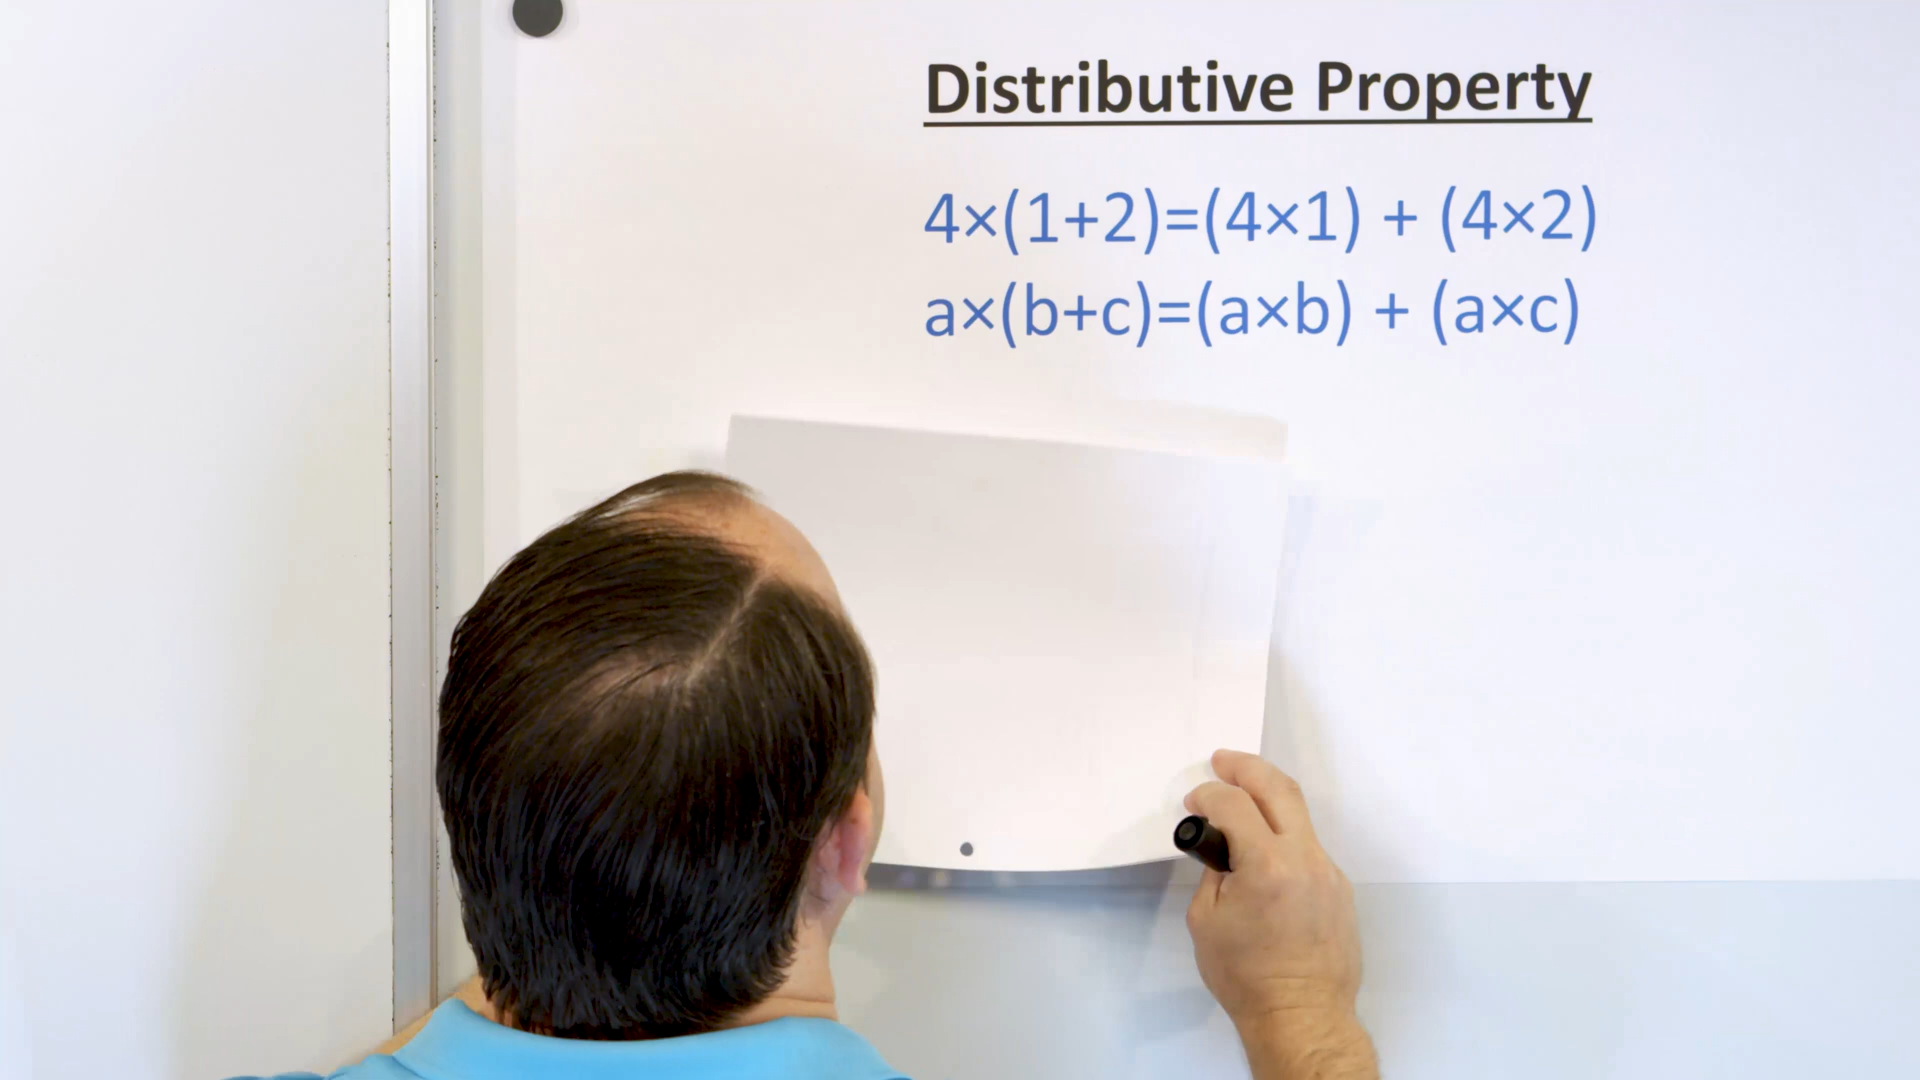 Distributive Property
4×(1+2)=(4×1) + (4×2)
a×(b+c)=(a×b) + (a×c)